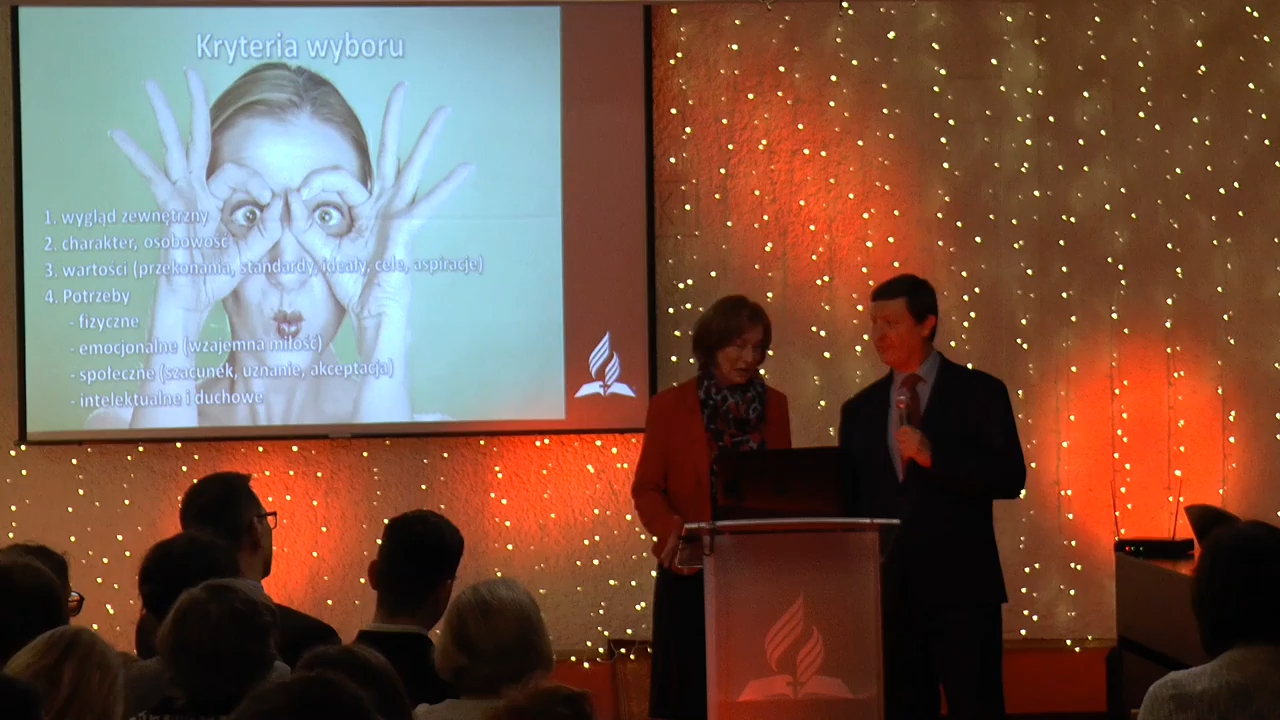 Kryteria wyboru
1. wygląd zewnętrzny
2. charakter, osobowość
3. wartości (przekonania, standardy, ideały, cele, aspiracje)
4. Potrzeby
- fizyczne
- emocjonalne (wzajemna miłość)
- społeczne (szacunek, uznanie, akceptacja)
- intelektualne i duchowe